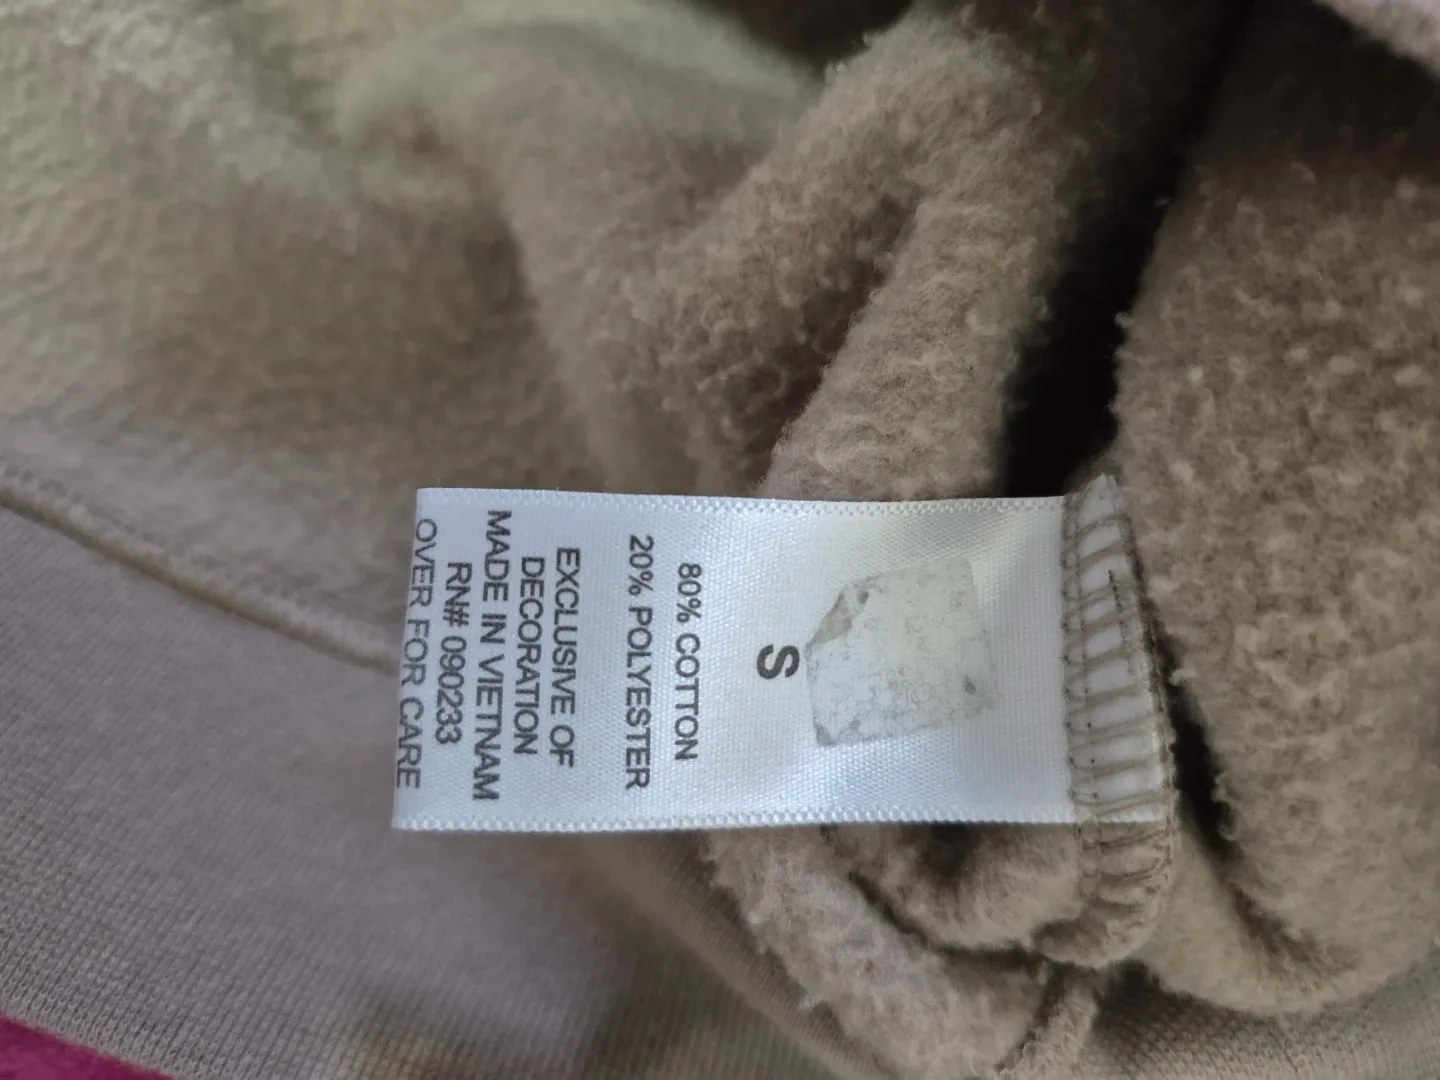 S
80% COTTON
20% POLYESTER
EXCLUSIVE OF
DECORATION
MADE IN VIETNAM
RN# 090233
OVER FOR CARE